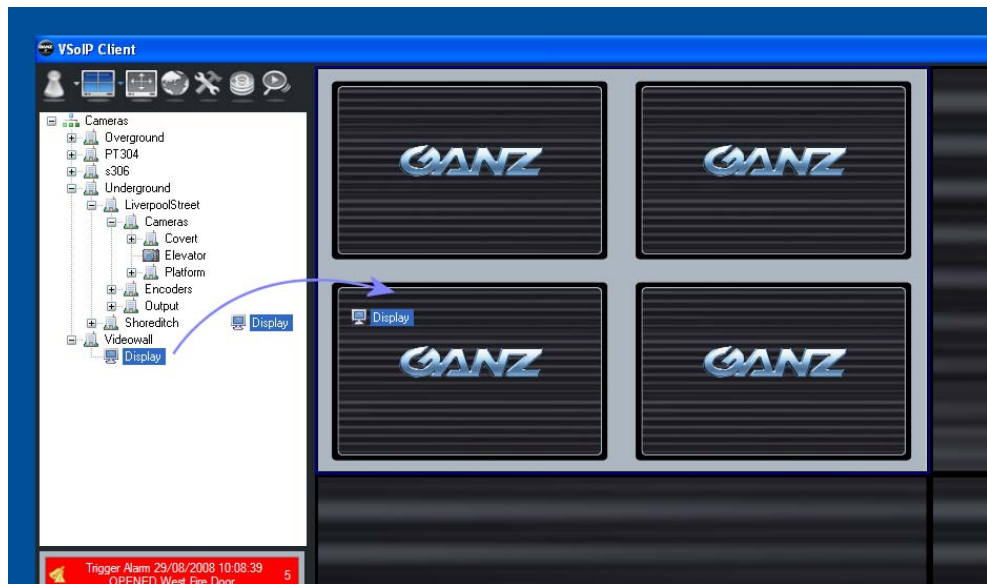 VSoIP Client
Cameras
Overground
PT304
s306
Underground
LiverpoolStreet
Cameras
Covert
Elevator
Platform
Encoders
Output
Shoreditch
Display
Videowall
Display
GANZ
GANZ
Display
GANZ
GANZ
Trigger Alarm 29/08/2008 10:08:39
OPENED West Fire Door
5